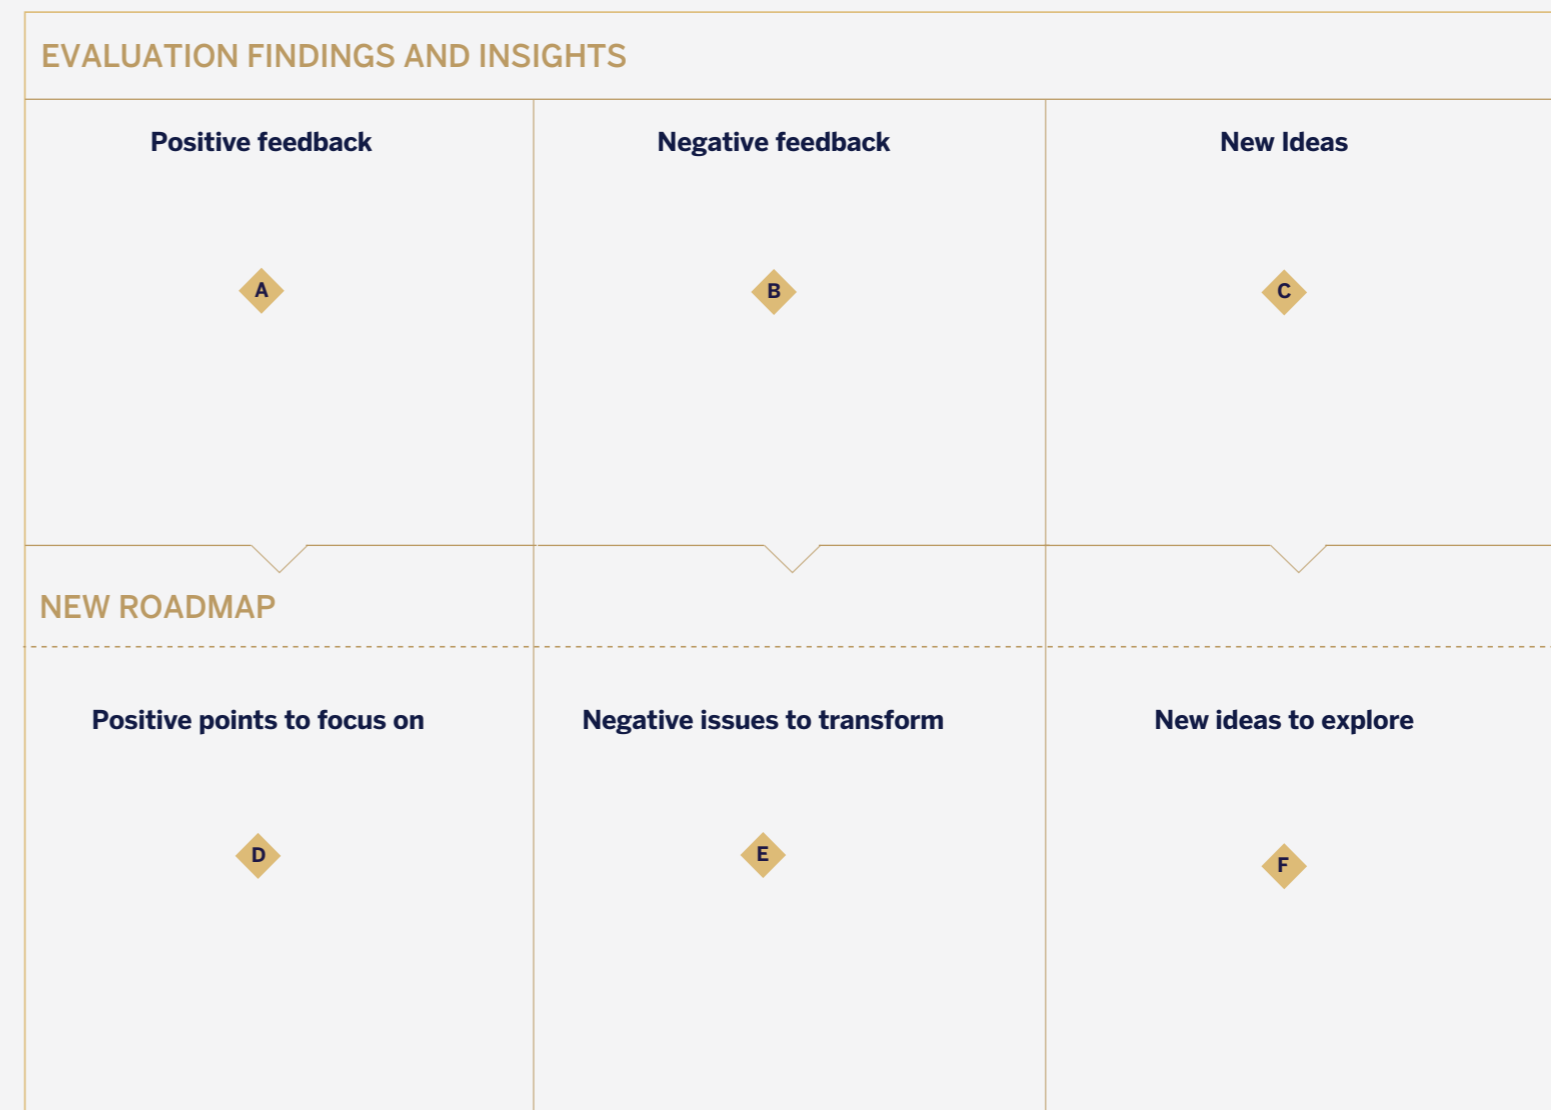 EVALUATION FINDINGS AND INSIGHTS
Positive feedback
Negative feedback
New Ideas
A
B
C
NEW ROADMAP
Positive points to focus on
Negative issues to transform
New ideas to explore
D
E
F